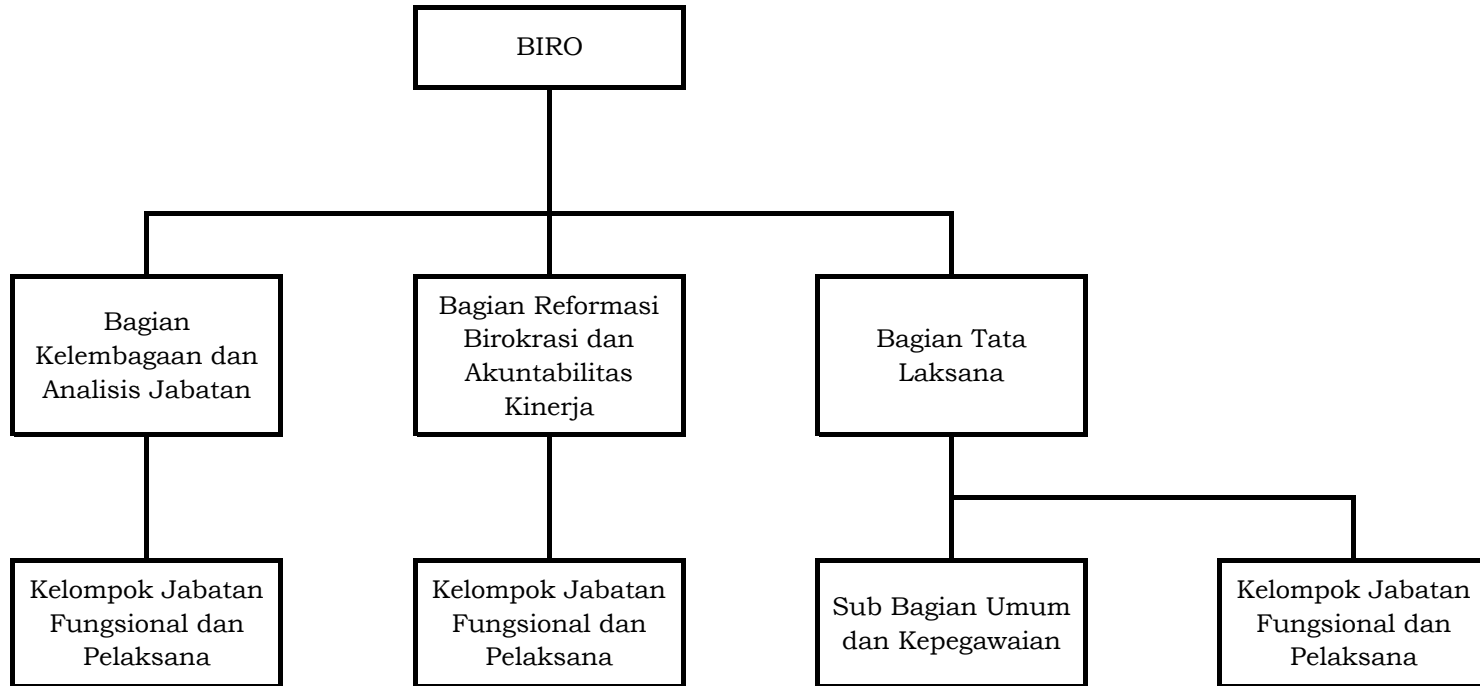 BIRO
Bagian
Kelembagaan dan
Analisis Jabatan
Bagian Reformasi
Birokrasi dan
Akuntabilitas
Kinerja
Bagian Tata
Laksana
Kelompok Jabatan
Fungsional dan
Pelaksana
Kelompok Jabatan
Fungsional dan
Pelaksana
Sub Bagian Umum
dan Kepegawaian
Kelompok Jabatan
Fungsional dan
Pelaksana